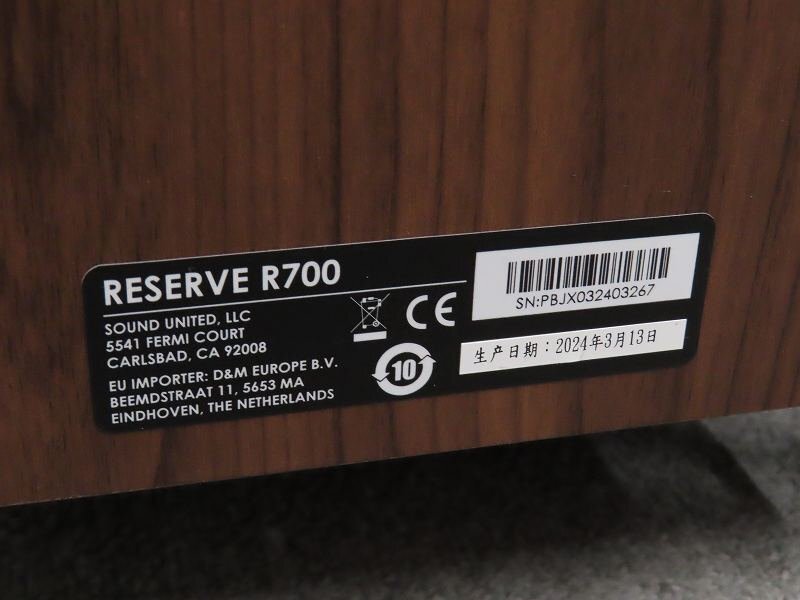 RESERVE R700
SOUND UNITED, LLC
5541 FERMI COURT
CARLSBAD, CA 92008
EU IMPORTER: D&M EUROPE B.V.
BEEMDSTRAAT 11, 5653 MA
EINDHOVEN, THE NETHERLANDS
CE
10
SN:PBJX032403267
生产日期：2024年3月13日